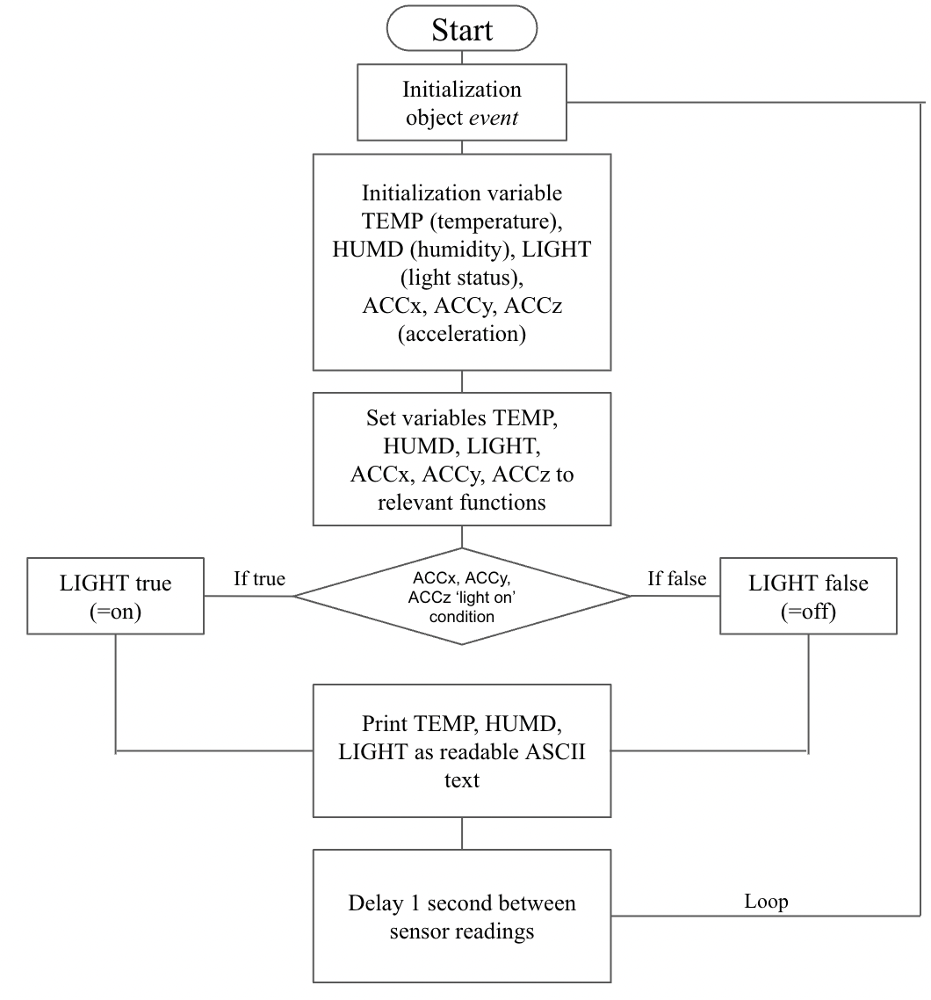 Start
Initialization
object event
Initialization variable
TEMP (temperature),
HUMD (humidity), LIGHT
(light status),
ACCx, ACCy, ACCz
(acceleration)
Set variables TEMP,
HUMD, LIGHT,
ACCx, ACCy, ACCz to
relevant functions
LIGHT true
(=on)
If true
ACCx, ACCy,
ACCz ‘light on’
condition
If false
LIGHT false
(=off)
Print TEMP, HUMD,
LIGHT as readable ASCII
text
Delay 1 second between
sensor readings
Loop